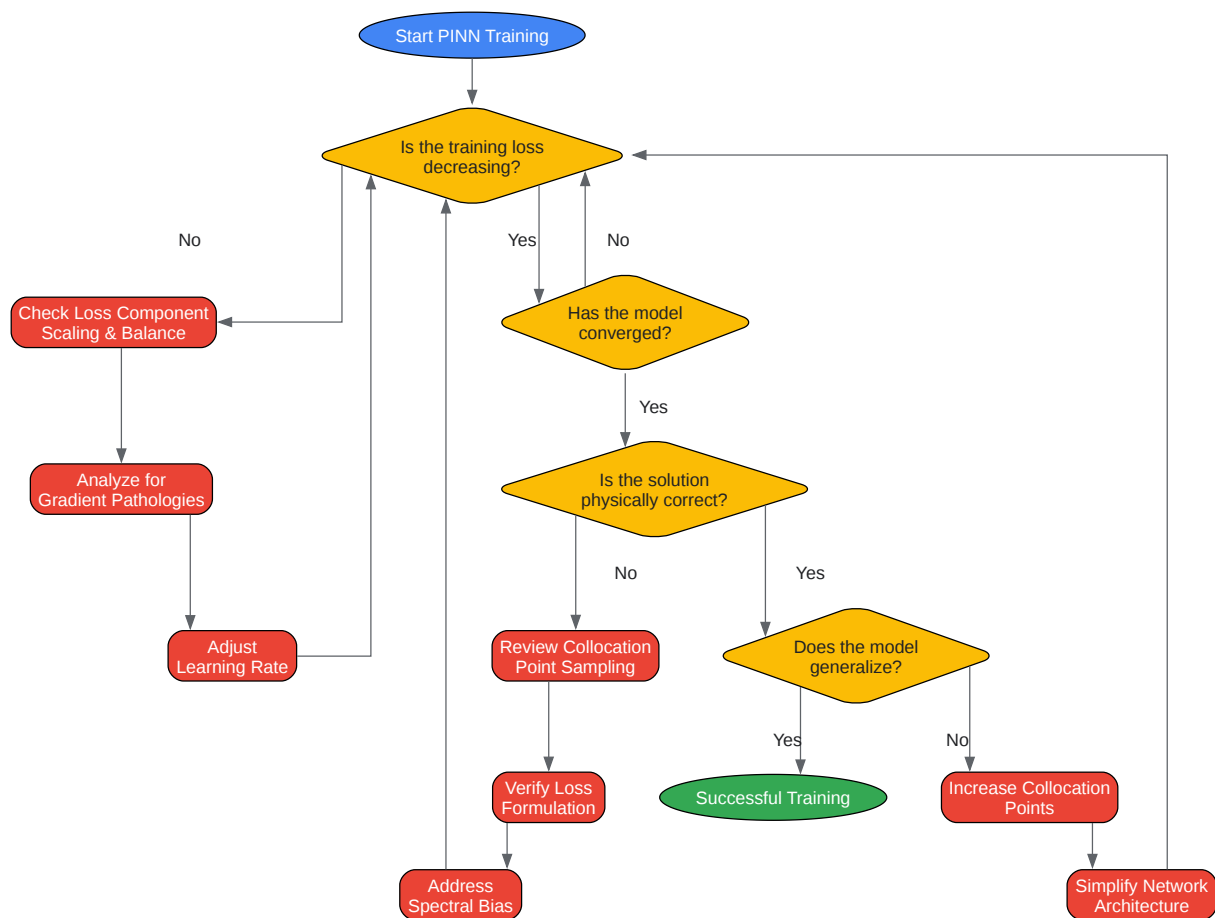 Start PINN Training
Is the training loss
decreasing?
No
Yes
No
Check Loss Component
Scaling & Balance
Has the model
converged?
Yes
Analyze for
Gradient Pathologies
Is the solution
physically correct?
No
Yes
Adjust
Learning Rate
Review Collocation
Point Sampling
Does the model
generalize?
Yes
No
Verify Loss
Formulation
Successful Training
Increase Collocation
Points
Address
Spectral Bias
Simplify Network
Architecture